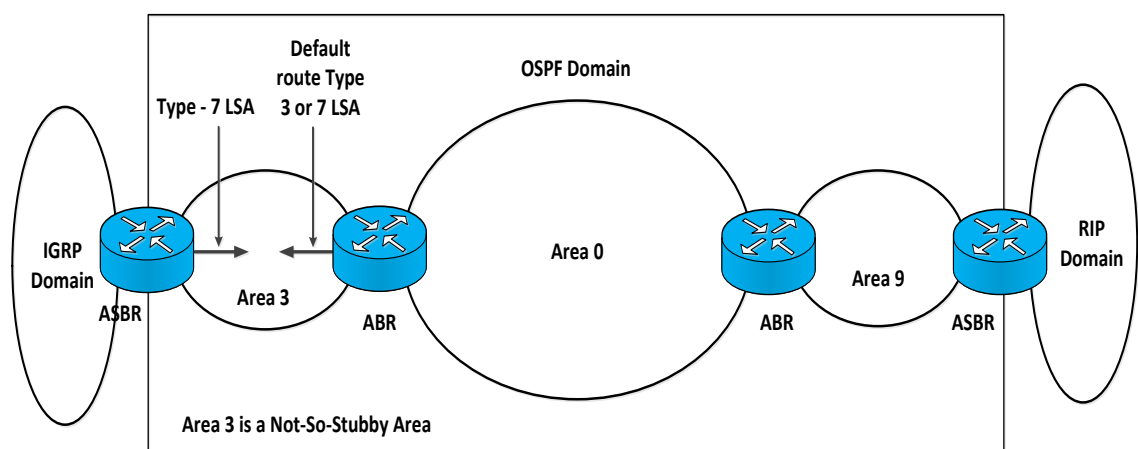 Default
route Type
3 or 7 LSA
Type - 7 LSA
OSPF Domain
IGRP
Domain
ASBR
Area 3
ABR
Area 0
ABR
Area 9
ASBR
RIP
Domain
Area 3 is a Not-So-Stubby Area